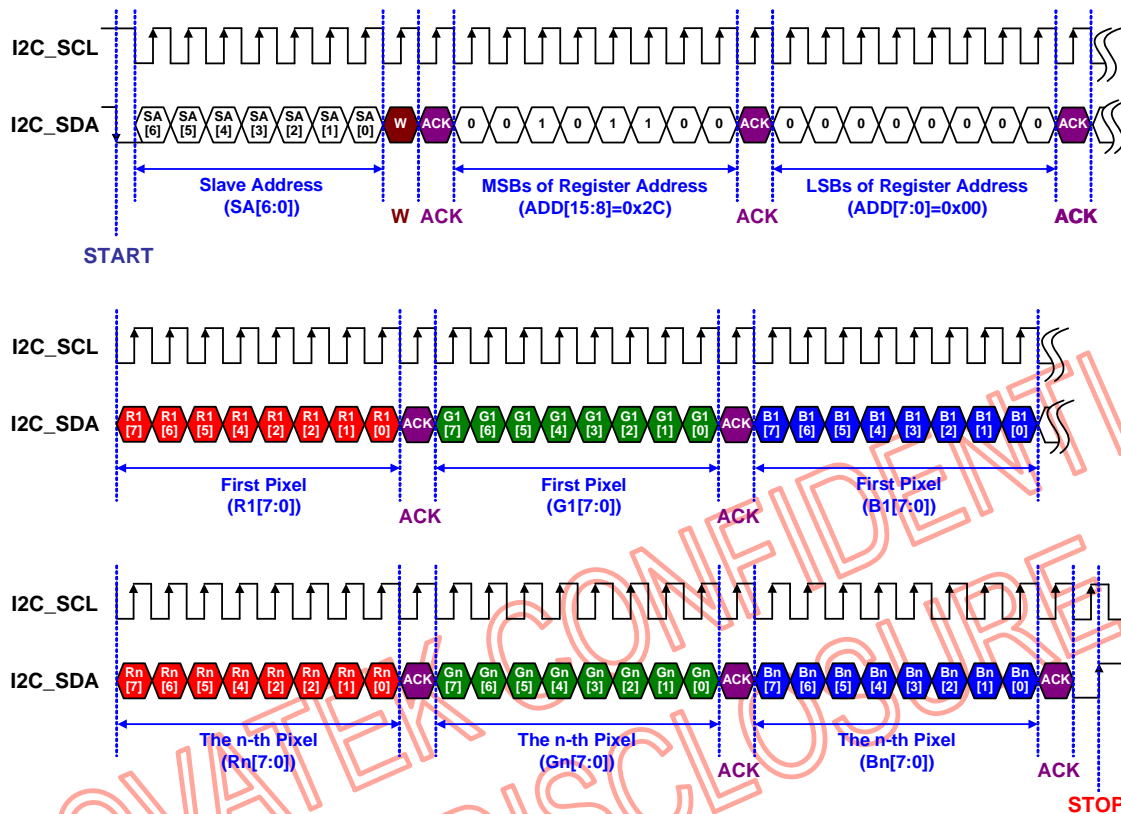 I2C_SCL
I2C_SDA
SA [6] SA [5] SA [4] SA [3] SA [2] SA [1] SA [0] W ACK 0 0 1 0 1 1 0 0 ACK 0 0 0 0 0 0 0 0 ACK
Slave Address MSBs of Register Address LSBs of Register Address
(SA[6:0]) W ACK (ADD[15:8]=0x2C) ACK (ADD[7:0]=0x00) ACK
START
I2C_SCL
I2C_SDA
R1 [7] R1 [6] R1 [5] R1 [4] R1 [2] R1 [2] R1 [1] R1 [0] ACK G1 [7] G1 [6] G1 [5] G1 [4] G1 [3] G1 [2] G1 [1] G1 [0] ACK B1 [7] B1 [6] B1 [5] B1 [4] B1 [3] B1 [2] B1 [1] B1 [0]
First Pixel First Pixel First Pixel
(R1[7:0]) ACK (G1[7:0]) ACK (B1[7:0])
I2C_SCL
I2C_SDA
Rn [7] Rn [6] Rn [5] Rn [4] Rn [2] Rn [2] Rn [1] Rn [0] ACK Gn [7] Gn [6] Gn [5] Gn [4] Gn [3] Gn [2] Gn [1] Gn [0] ACK Bn [7] Bn [6] Bn [5] Bn [4] Bn [3] Bn [2] Bn [1] Bn [0] ACK
The n-th Pixel The n-th Pixel The n-th Pixel
(Rn[7:0]) (Gn[7:0]) ACK (Bn[7:0]) ACK
STOP
OVATEK CONFIDENTI
DISCLOSURE